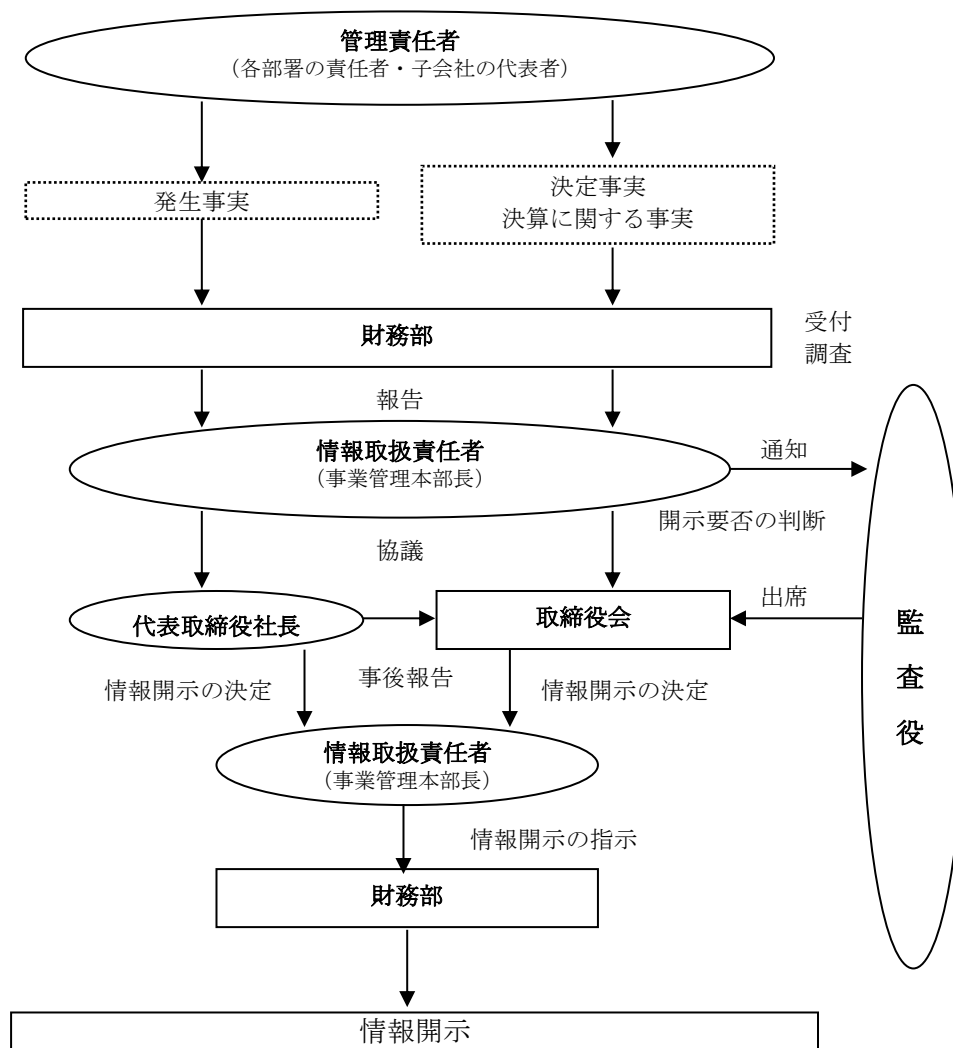 管理責任者
（各部署の責任者・子会社の代表者）
発生事実
決定事実
決算に関する事実
財務部
受付
調査
報告
情報取扱責任者
（事業管理本部長）
通知
開示要否の判断
協議
代表取締役社長
取締役会
出席
監査役
情報開示の決定
事後報告
情報開示の決定
情報取扱責任者
（事業管理本部長）
情報開示の指示
財務部
情報開示